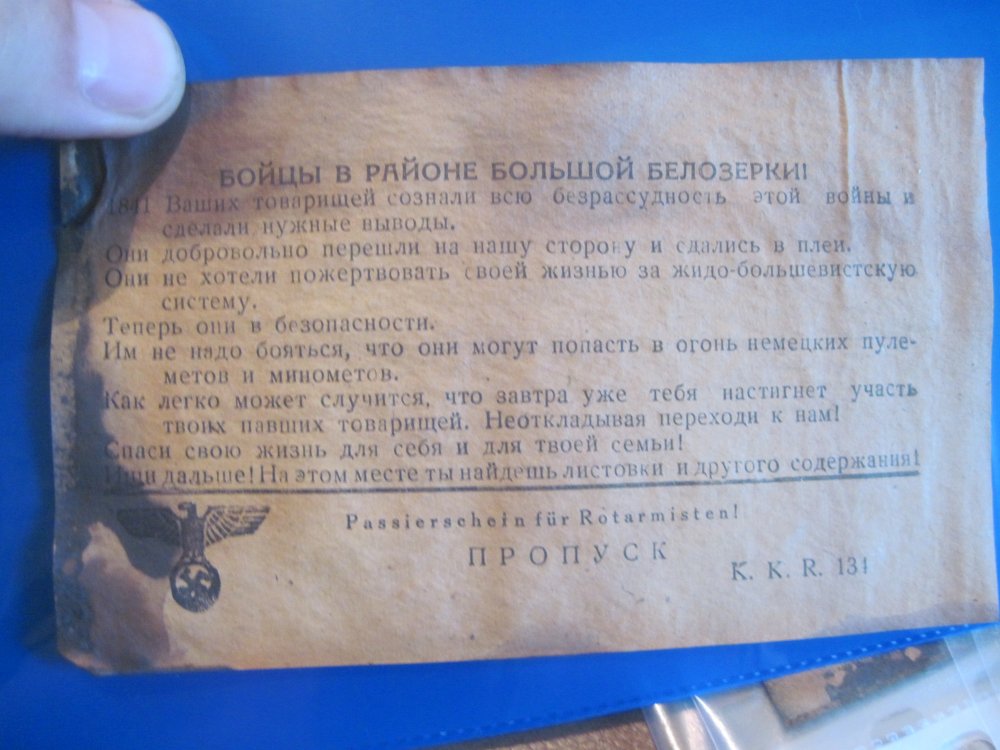 БОЙЦЫ В РАЙОНЕ БОЛЬШОЙ БЕЛОЗЕРКИ!
1841 Ваших товарищей сознали всю безрассудность этой войны и
сделали нужные выводы.
Они добровольно перешли на нашу сторону и сдались в плен.
Они не хотели пожертвовать своей жизнью за жидо-большевистскую
систему.
Теперь они в безопасности.
Им не надо бояться, что они могут попасть в огонь немецких пуле-
метов и минометов.
Как легко может случится, что завтра уже тебя настигнет участь
твоих павших товарищей. Неоткладывая переходи к нам!
Спаси свою жизнь для себя и для твоей семьи!
Ищи дальше! На этом месте ты найдешь листовки и другого содержания!
Passierschein für Rotarmisten!
ПРОПУСК
K. K. R. 134